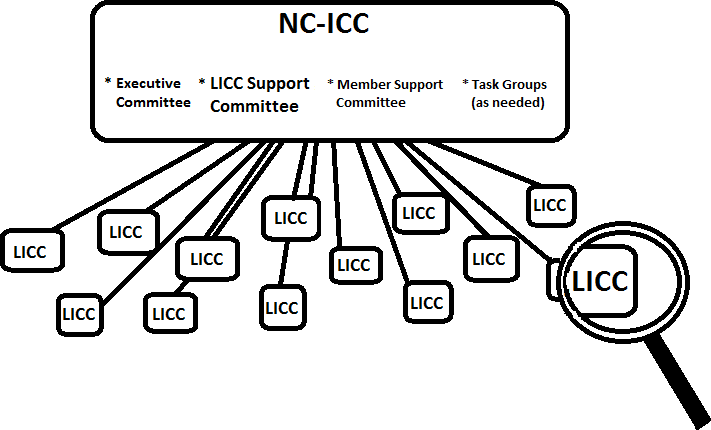 NC-ICC
* Executive Committee
* LICC Support Committee
* Member Support Committee
* Task Groups (as needed)
LICC
LICC
LICC
LICC
LICC
LICC
LICC
LICC
LICC
LICC
LICC
LICC
LICC